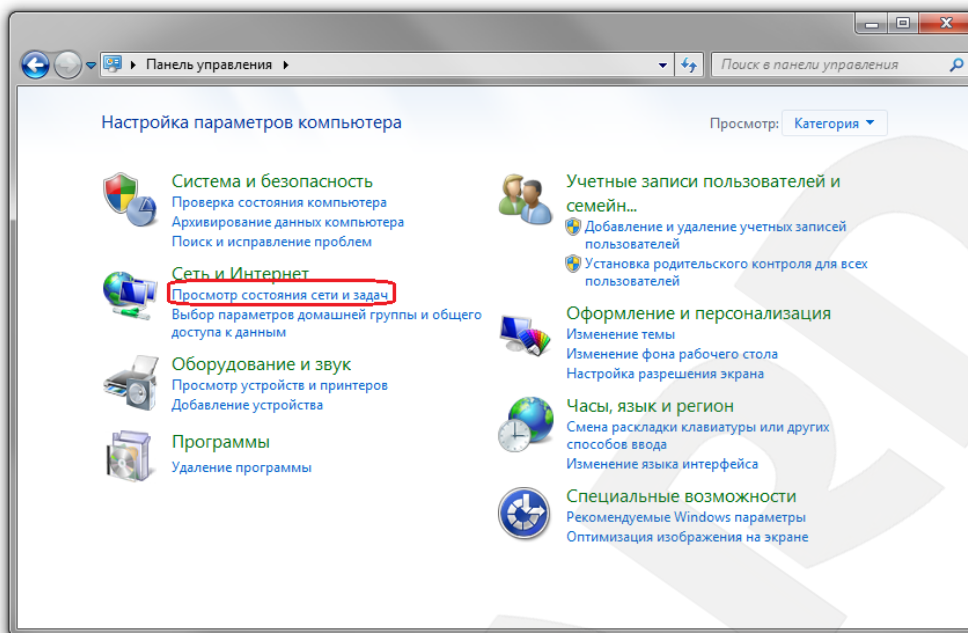 Панель управления
Поиск в панели управления
Настройка параметров компьютера
Просмотр: Категория
Система и безопасность
Проверка состояния компьютера
Архивирование данных компьютера
Поиск и исправление проблем
Сеть и Интернет
Просмотр состояния сети и задач
Выбор параметров домашней группы и общего
доступа к данным
Оборудование и звук
Просмотр устройств и принтеров
Добавление устройства
Программы
Удаление программы
Учетные записи пользователей и
семейн...
Добавление и удаление учетных записей
пользователей
Установка родительского контроля для всех
пользователей
Оформление и персонализация
Изменение темы
Изменение фона рабочего стола
Настройка разрешения экрана
Часы, язык и регион
Смена раскладки клавиатуры или других
способов ввода
Изменение языка интерфейса
Специальные возможности
Рекомендуемые Windows параметры
Оптимизация изображения на экране